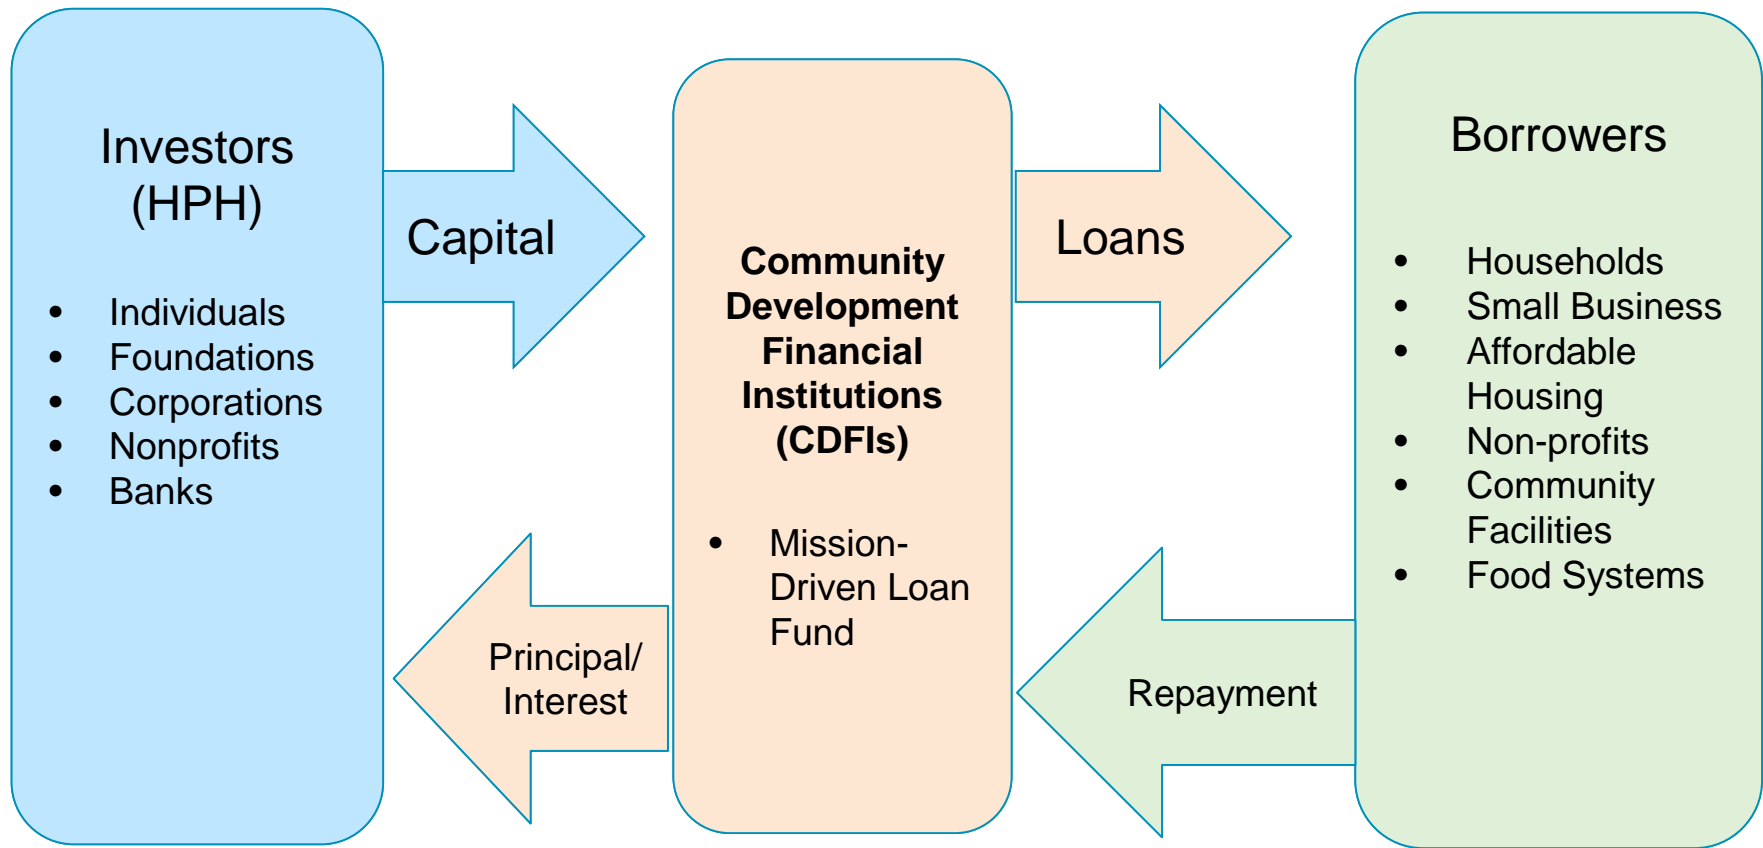 Investors
(HPH)
• Individuals
• Foundations
• Corporations
• Nonprofits
• Banks
Capital
Principal/
Interest
Community
Development
Financial
Institutions
(CDFIs)
• Mission-
Driven Loan
Fund
Loans
Repayment
Borrowers
• Households
• Small Business
• Affordable
Housing
• Non-profits
• Community
Facilities
• Food Systems